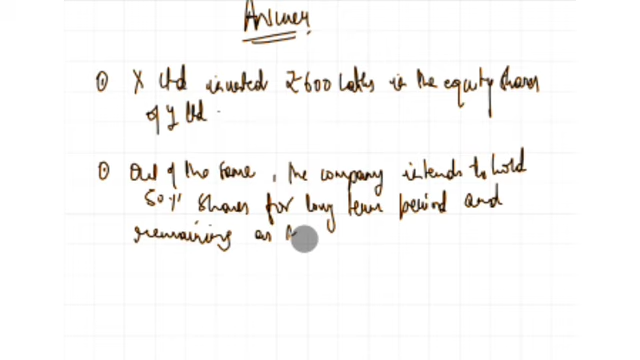 Answer
① X Ltd invested ₹600 lakhs in the equity shares
of Y Ltd.
① Out of the same, the company intends to hold
50% shares for long term period and
remaining as